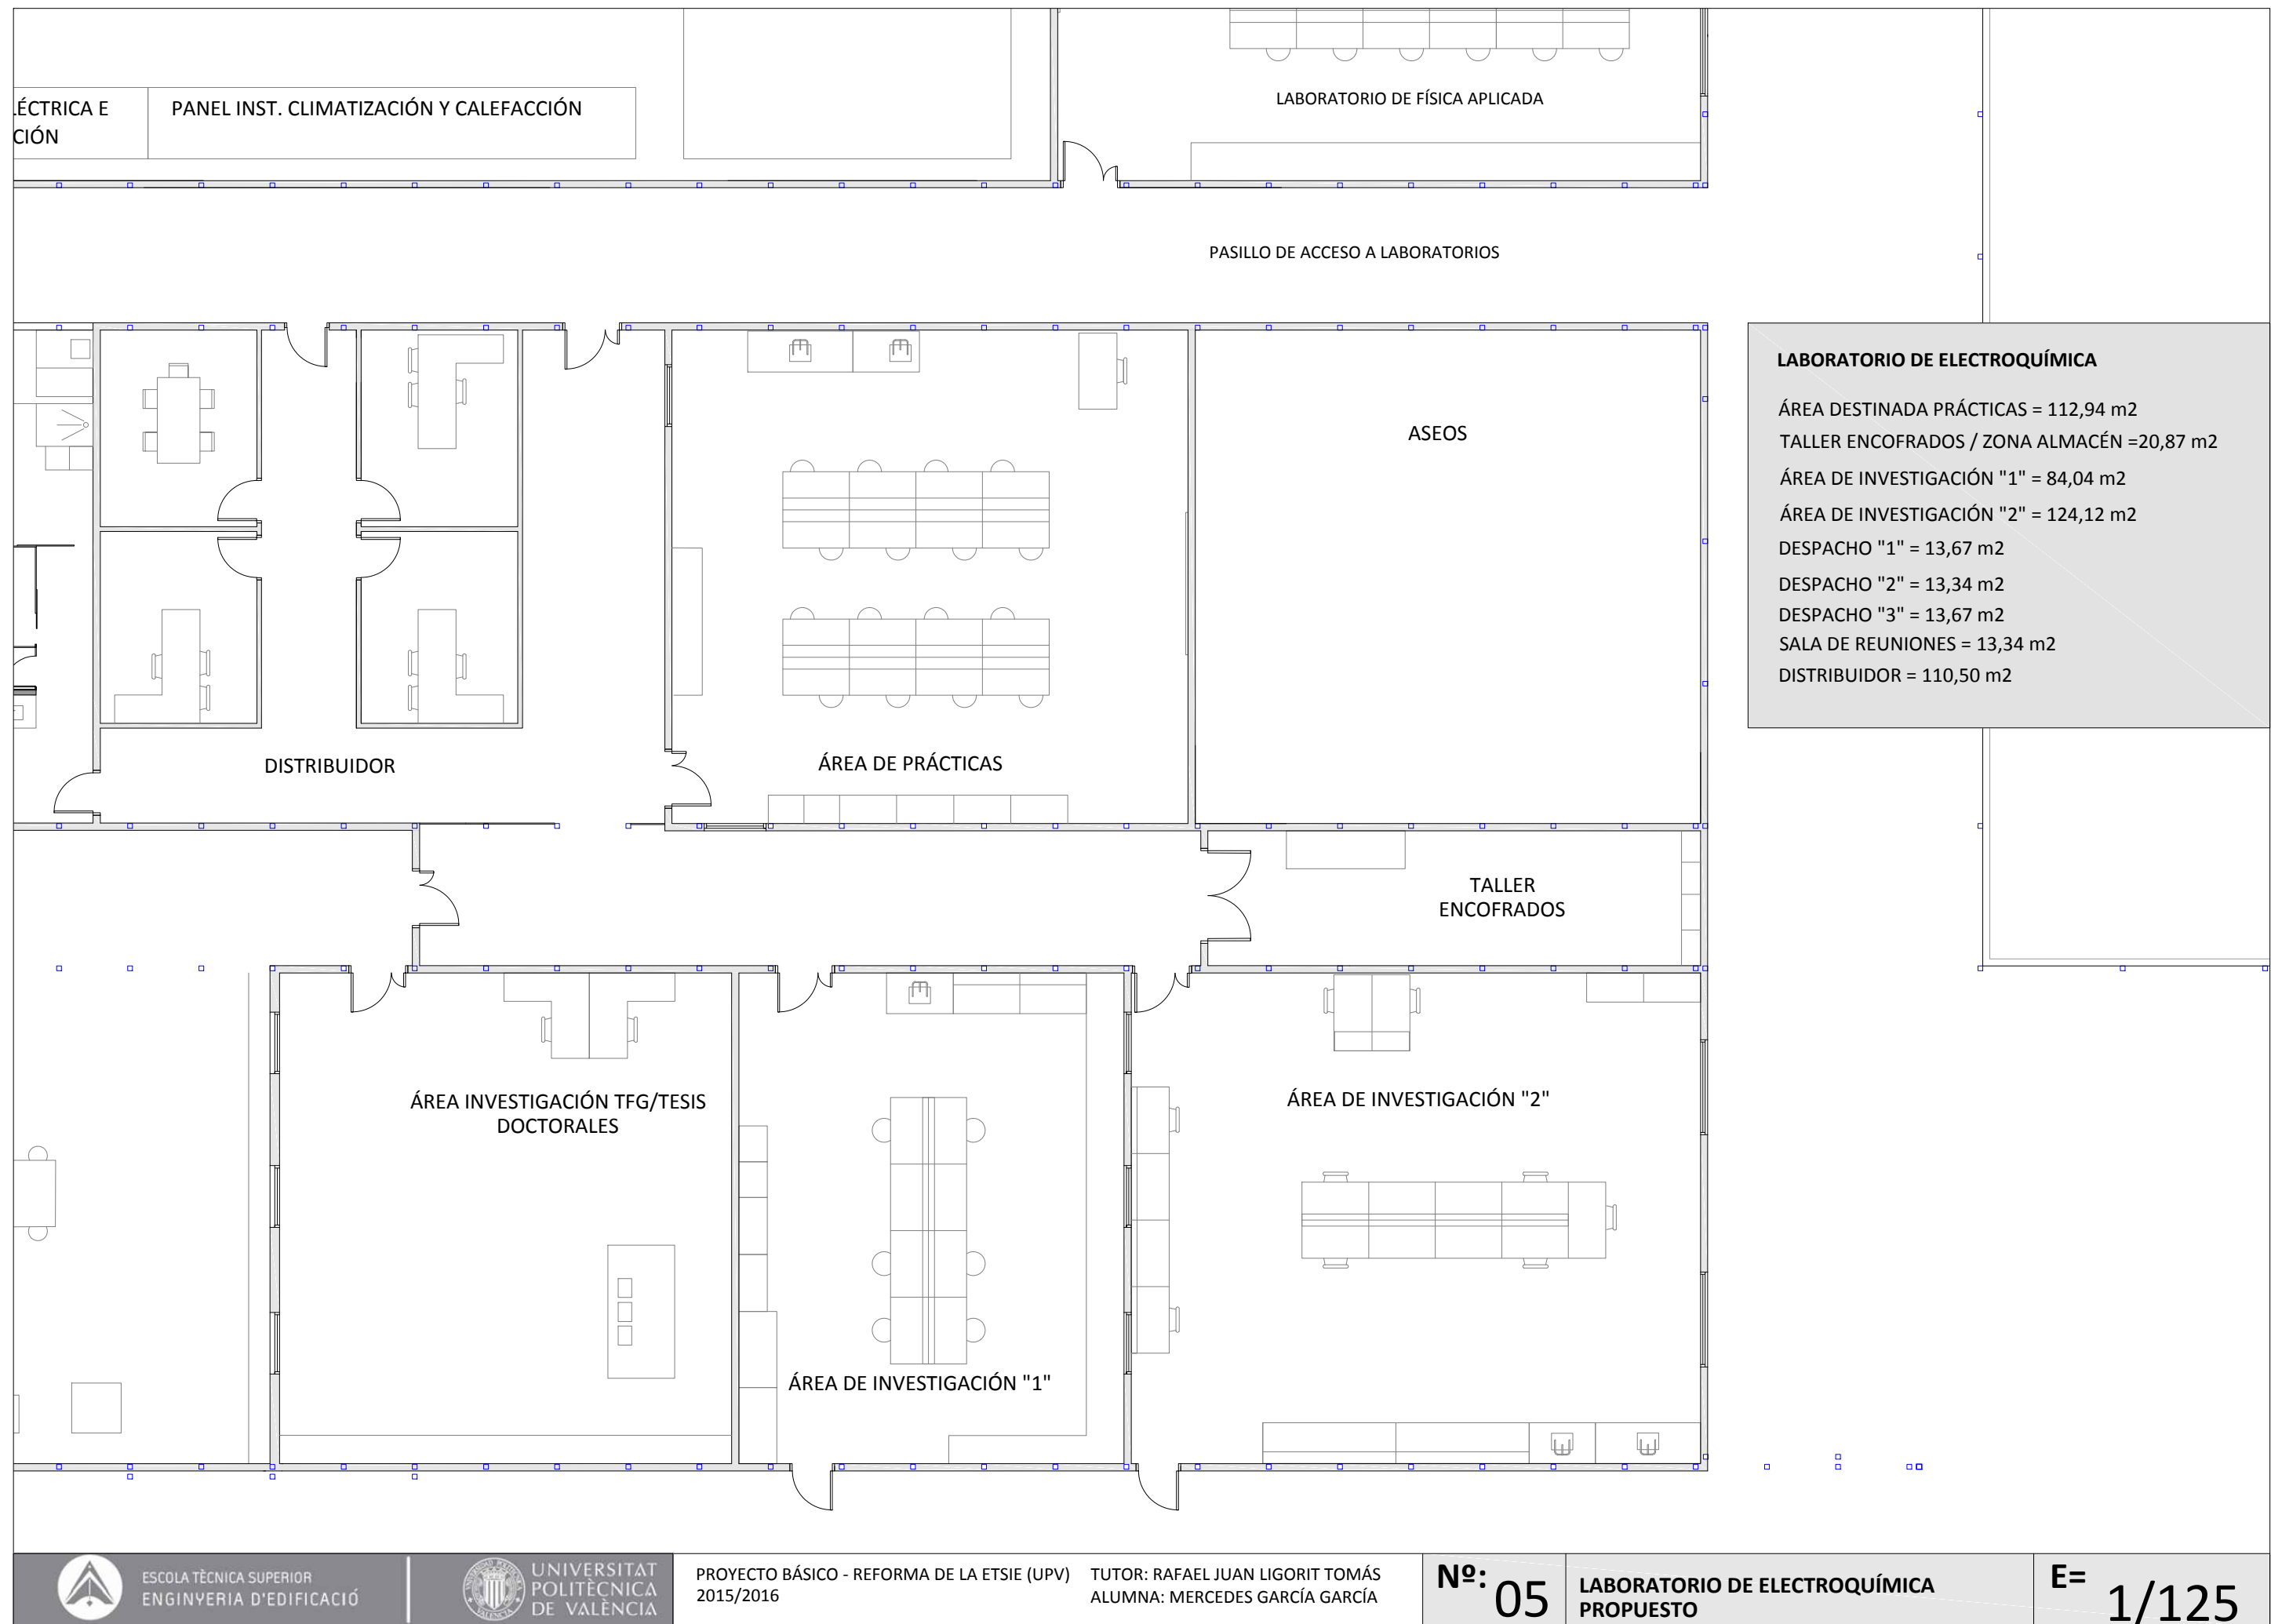 LABORATORIO DE FÍSICA APLICADA
LÉCTRICA E
CIÓN
PANEL INST. CLIMATIZACIÓN Y CALEFACCIÓN
PASILLO DE ACCESO A LABORATORIOS
LABORATORIO DE ELECTROQUÍMICA
ÁREA DESTINADA PRÁCTICAS = 112,94 m2
TALLER ENCOFRADOS / ZONA ALMACÉN =20,87 m2
ÁREA DE INVESTIGACIÓN "1" = 84,04 m2
ÁREA DE INVESTIGACIÓN "2" = 124,12 m2
DESPACHO "1" = 13,67 m2
DESPACHO "2" = 13,34 m2
DESPACHO "3" = 13,67 m2
SALA DE REUNIONES = 13,34 m2
DISTRIBUIDOR = 110,50 m2
ASEOS
DISTRIBUIDOR
ÁREA DE PRÁCTICAS
TALLER
ENCOFRADOS
ÁREA INVESTIGACIÓN TFG/TESIS
DOCTORALES
ÁREA DE INVESTIGACIÓN "2"
ÁREA DE INVESTIGACIÓN "1"
ESCOLA TÈCNICA SUPERIOR
ENGINYERIA D'EDIFICACIÓ
UNIVERSITAT
POLITÈCNICA
DE VALÈNCIA
PROYECTO BÁSICO - REFORMA DE LA ETSIE (UPV)
2015/2016
TUTOR: RAFAEL JUAN LIGORIT TOMÁS
ALUMNA: MERCEDES GARCÍA GARCÍA
Nº: 05
LABORATORIO DE ELECTROQUÍMICA
PROPUESTO
E= 1/125